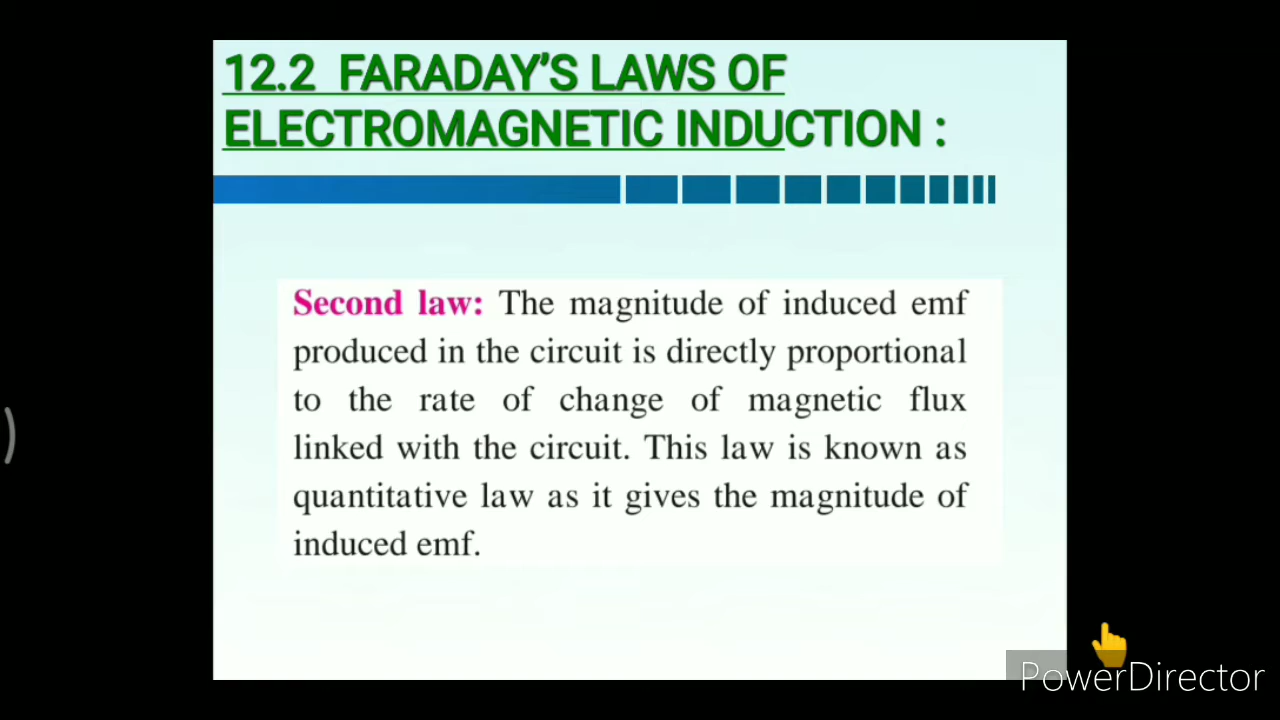 12.2 FARADAY’S LAWS OF
ELECTROMAGNETIC INDUCTION :
Second law: The magnitude of induced emf
produced in the circuit is directly proportional
to the rate of change of magnetic flux
linked with the circuit. This law is known as
quantitative law as it gives the magnitude of
induced emf.
PowerDirector